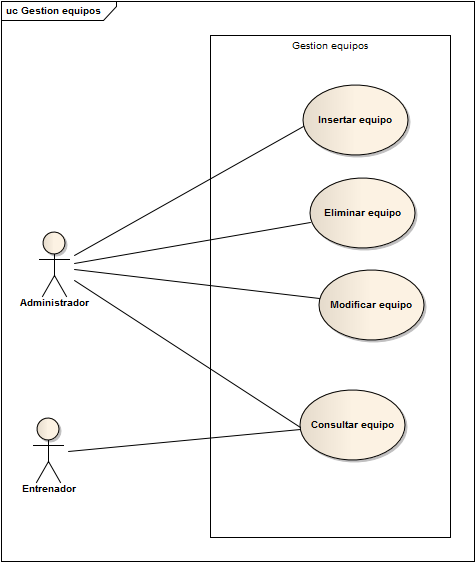 uc Gestion equipos
Gestion equipos
Insertar equipo
Eliminar equipo
Modificar equipo
Administrador
Consultar equipo
Entrenador